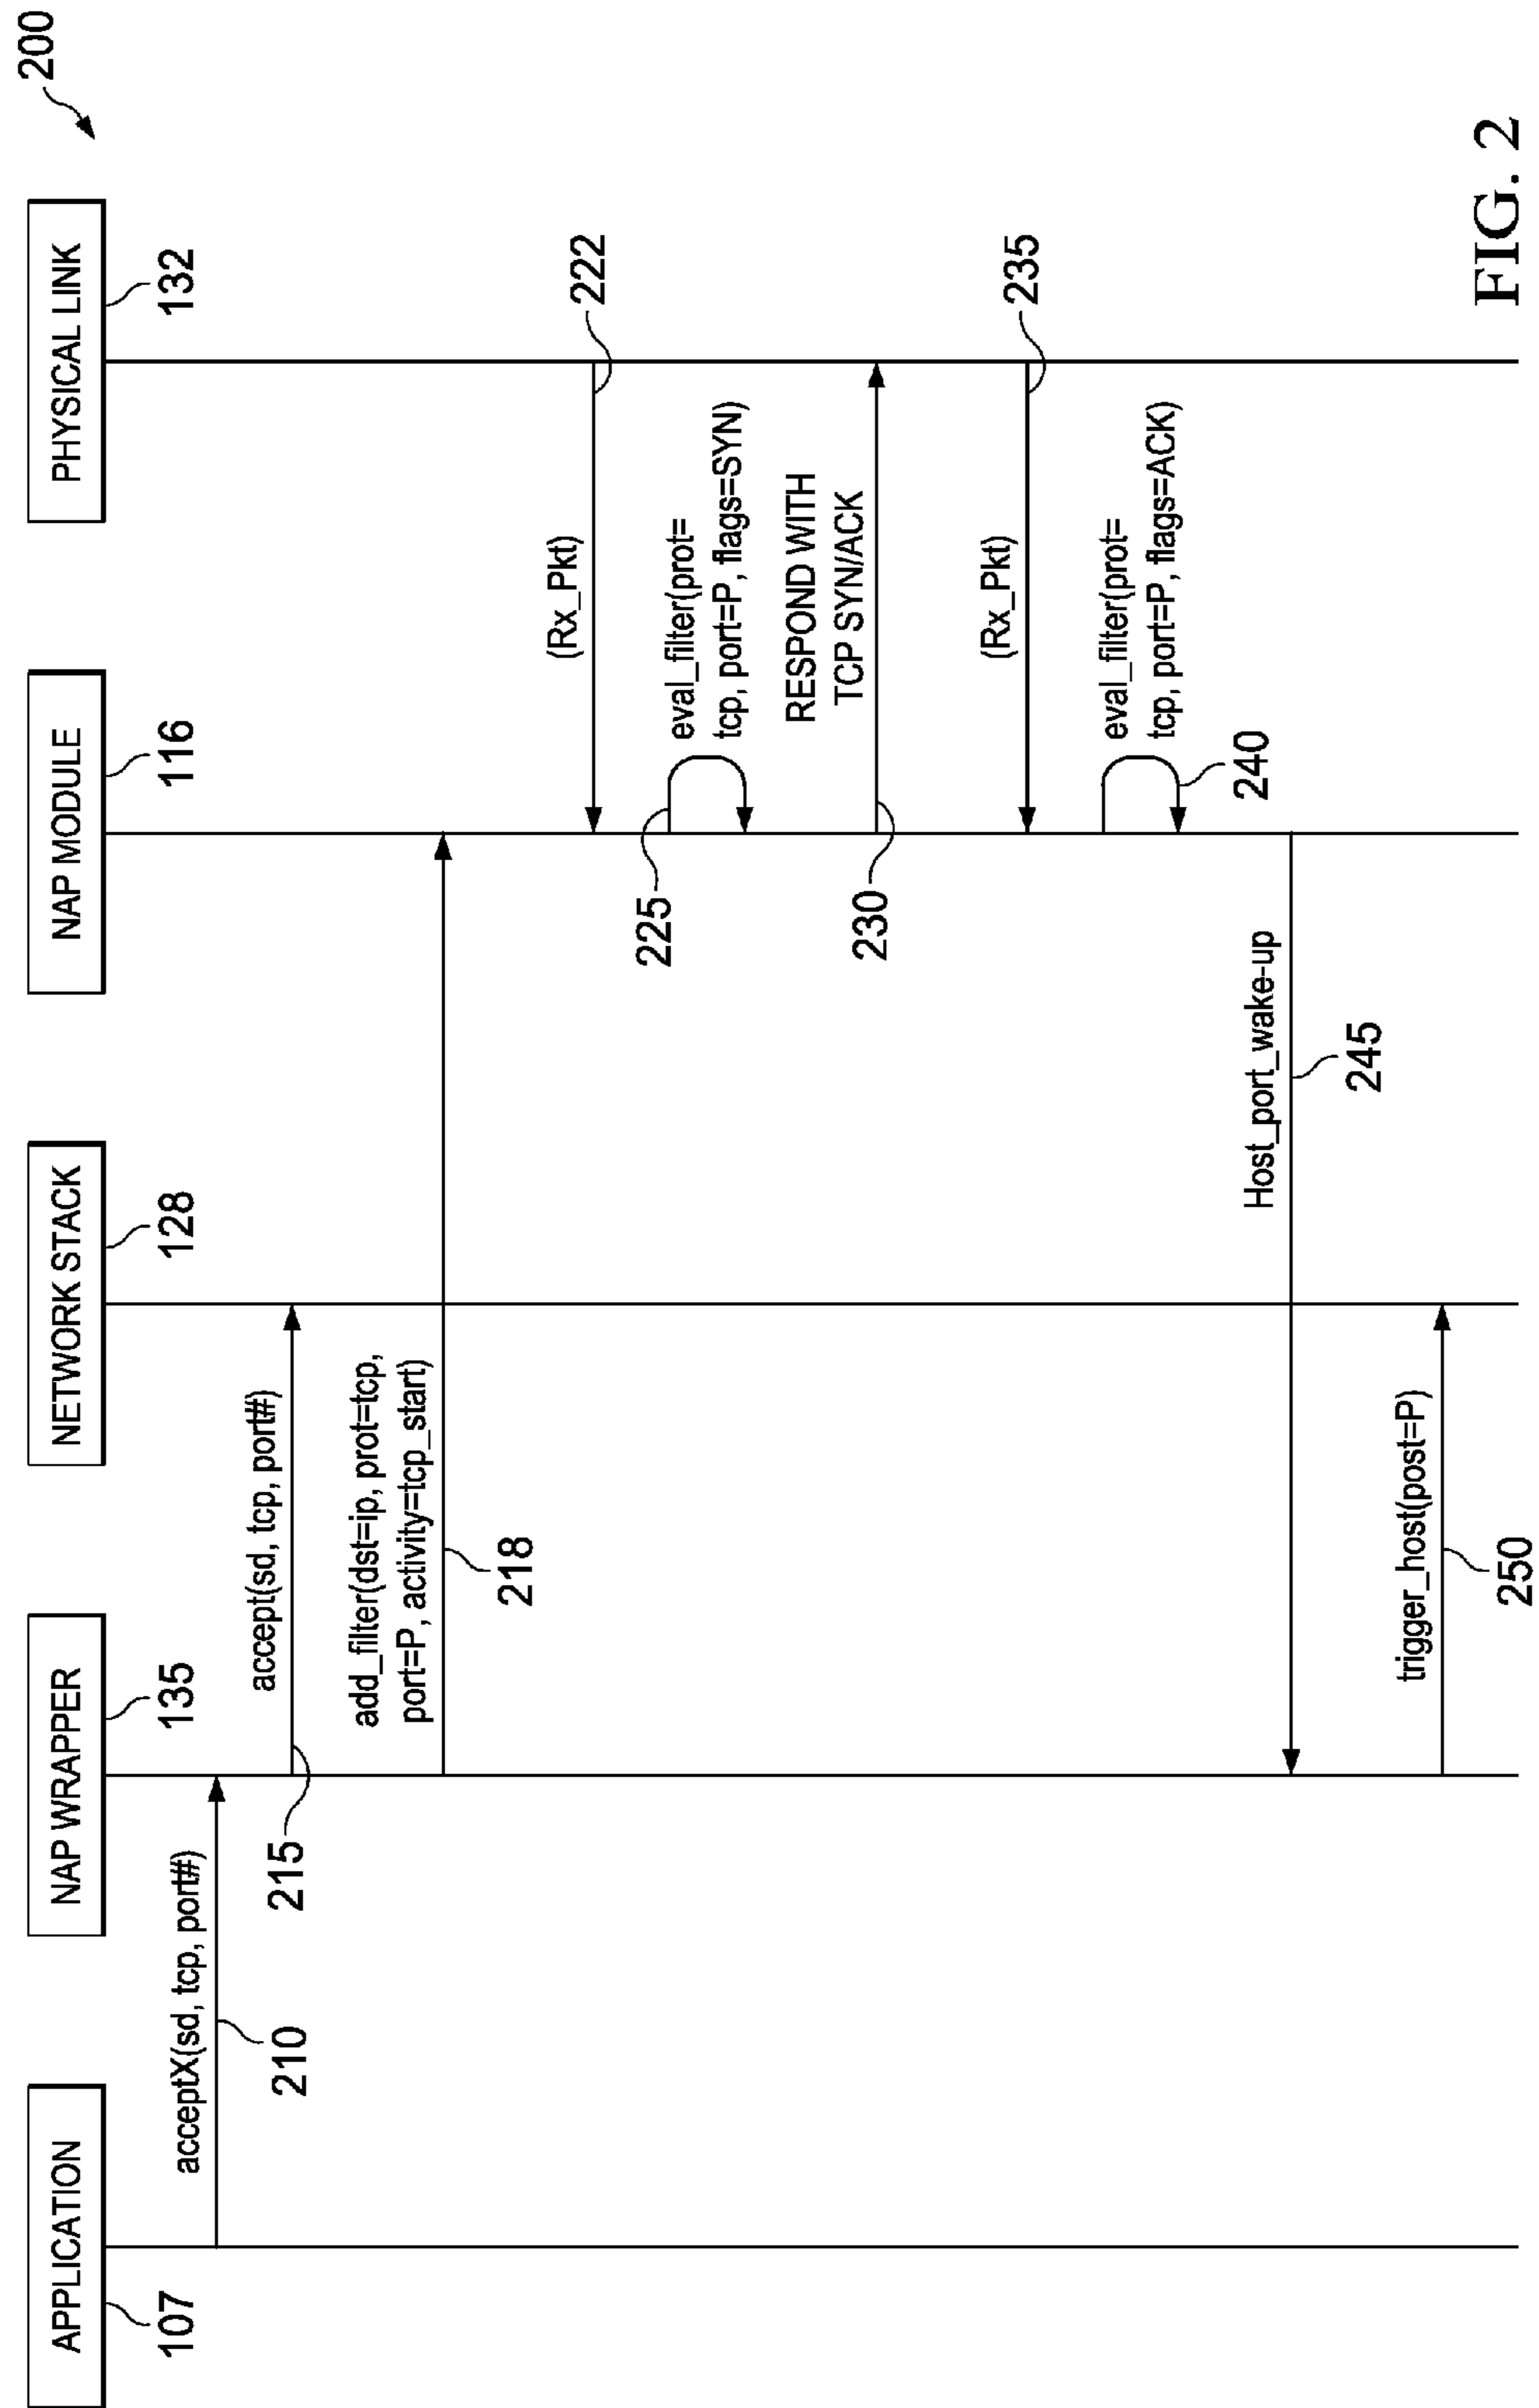 200
APPLICATION
NAP WRAPPER
NETWORK STACK
NAP MODULE
PHYSICAL LINK
107
135
128
116
132
acceptX(sd, tcp, port#)
210
accept(sd, tcp, port#)
215
add_filter(dst=ip, prot=tcp,
port=P, activity=tcp_start)
218
(Rx_Pkt)
222
eval_filter(prot=
tcp, port=P, flags=SYN)
225
RESPOND WITH
TCP SYN/ACK
230
(Rx_Pkt)
235
eval_filter(prot=
tcp, port=P, flags=ACK)
240
Host_port_wake-up
245
trigger_host(post=P)
250
FIG. 2